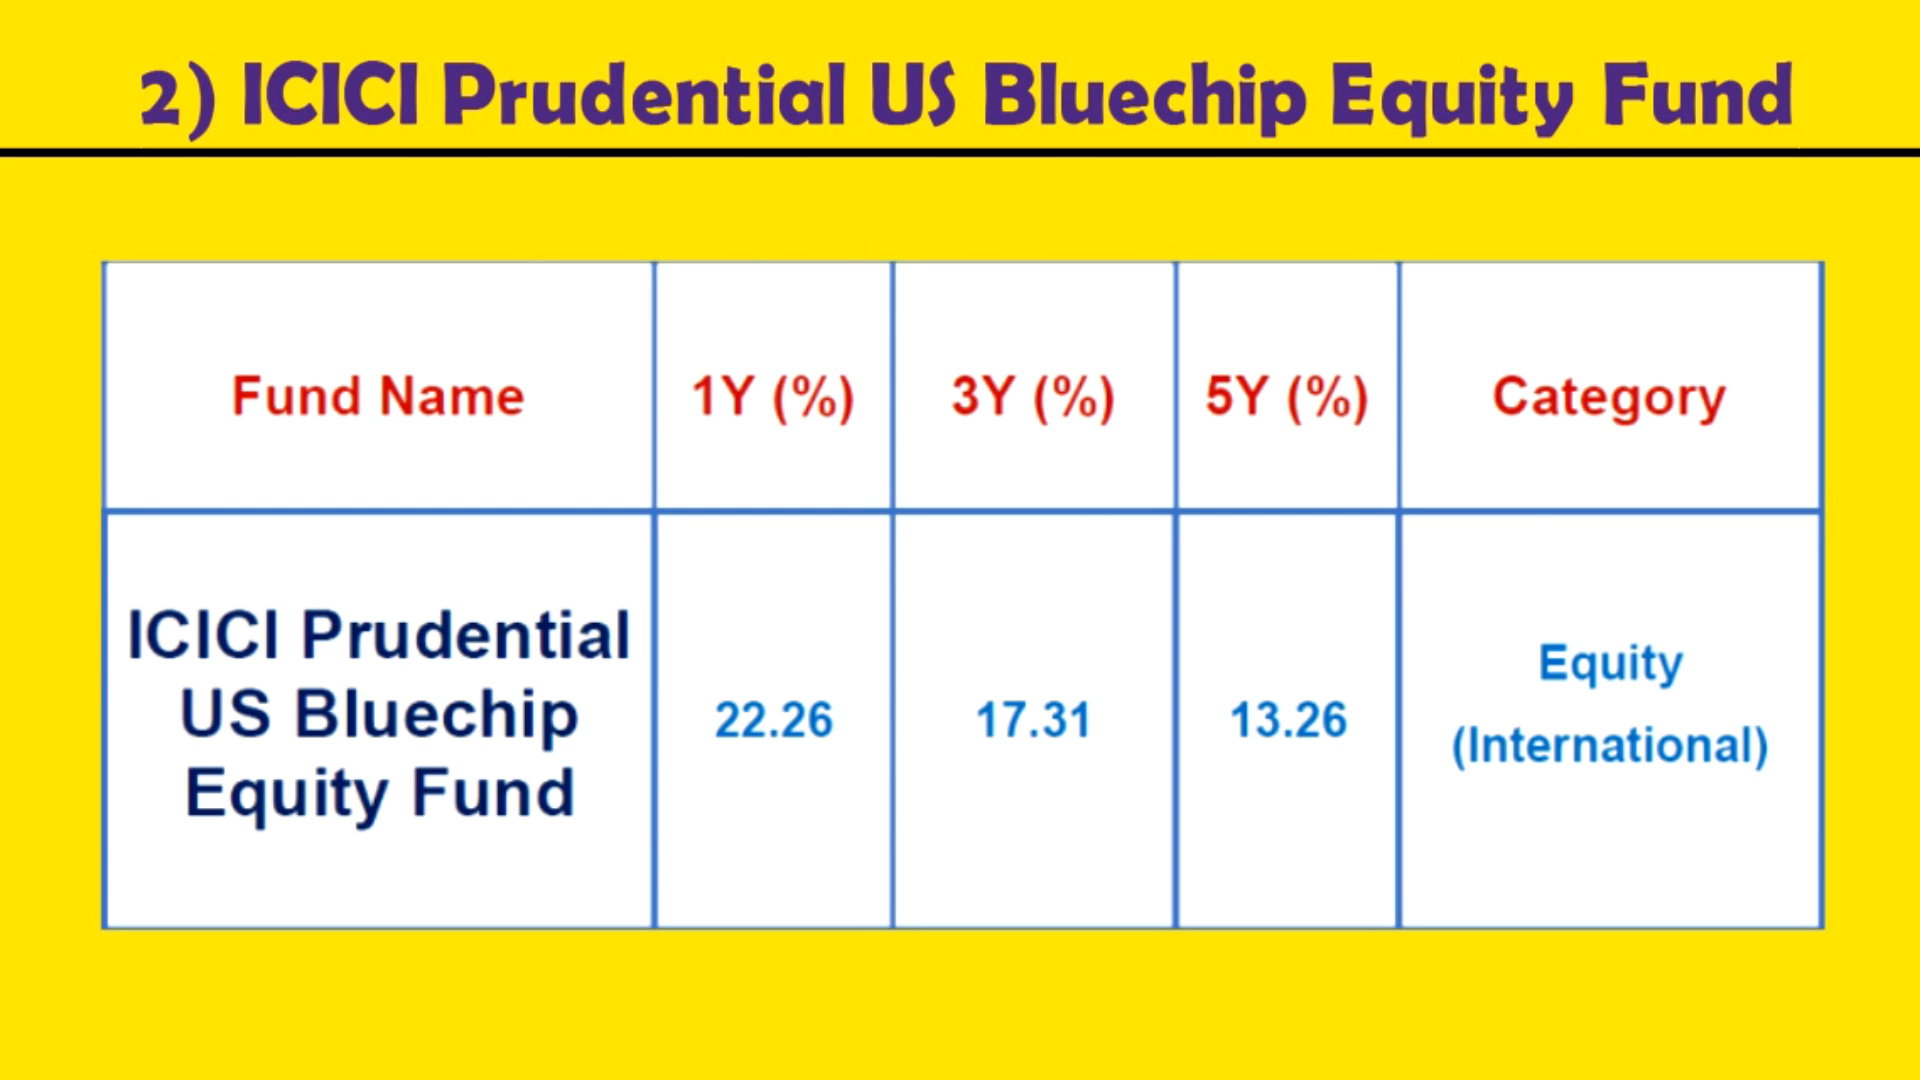 2) ICICI Prudential US Bluechip Equity Fund
Fund Name 1Y (%) 3Y (%) 5Y (%) Category
ICICI Prudential
US Bluechip
Equity Fund
22.26 17.31 13.26
Equity
(International)